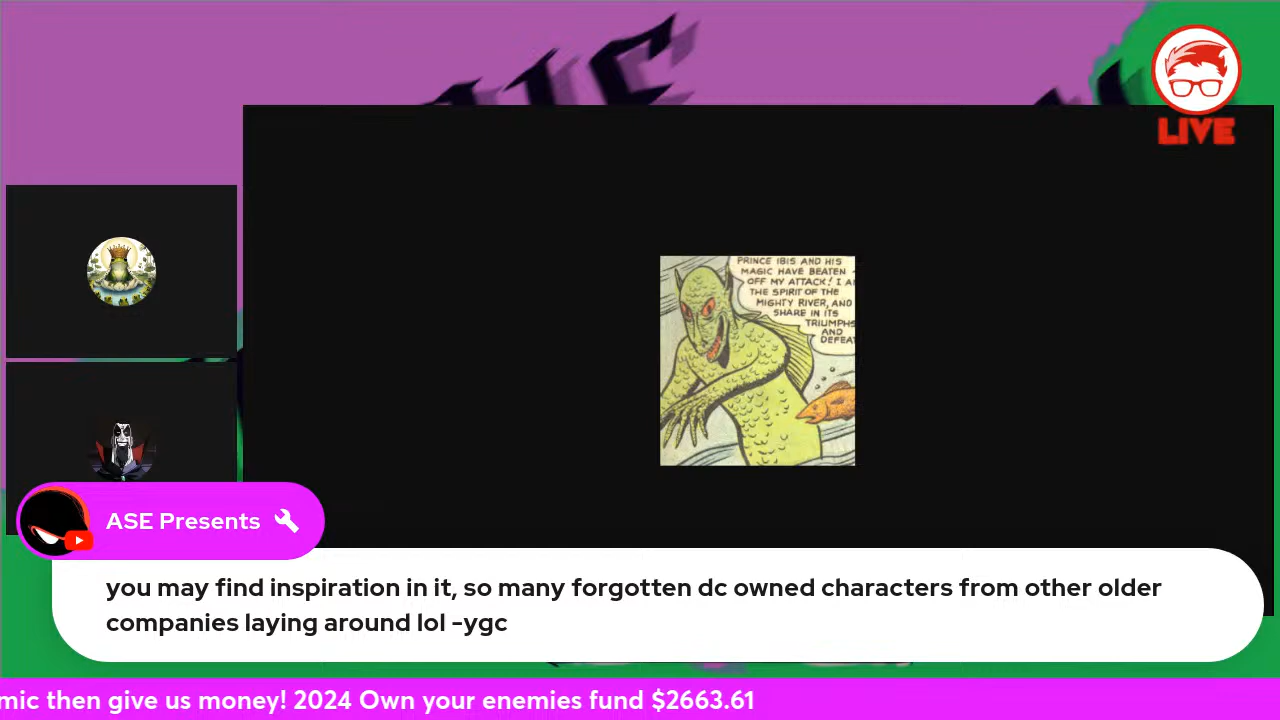 LIVE
PRINCE IBIS AND HIS
MAGIC HAVE BEATEN
OFF MY ATTACK! I A
THE SPIRIT OF THE
MIGHTY RIVER, AND
SHARE IN ITS
TRIUMPHS
AND
DEFEA
ASE Presents
you may find inspiration in it, so many forgotten dc owned characters from other older
companies laying around lol -ygc
mic then give us money! 2024 Own your enemies fund $2663.61